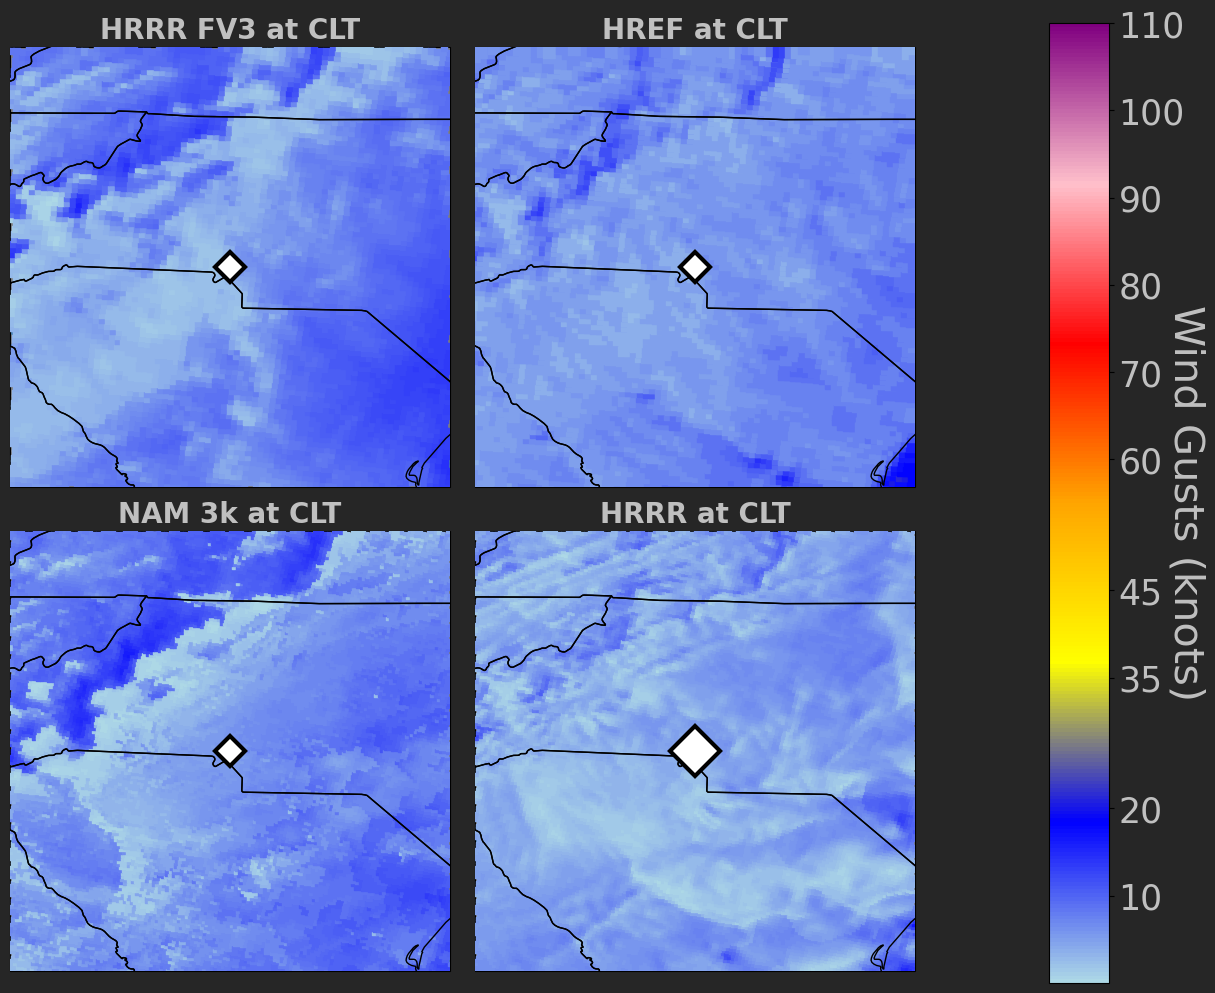 HRRR FV3 at CLT
HREF at CLT
NAM 3k at CLT
HRRR at CLT
110
100
90
80
70
60
45
35
20
10
Wind Gusts (knots)